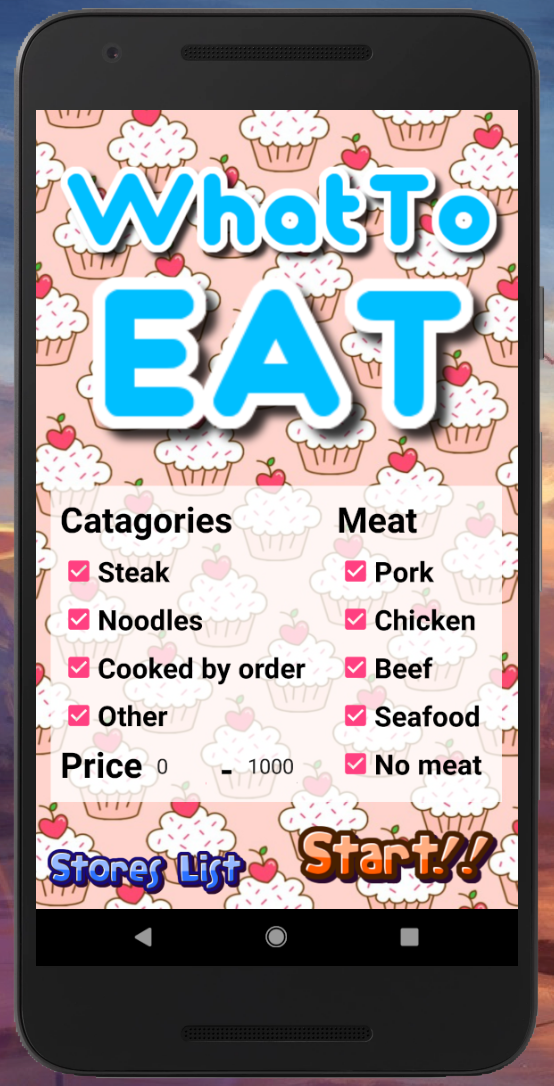 WhatTo
EAT
Catagories
Steak
Noodles
Cooked by order
Other
Price 0 - 1000
Meat
Pork
Chicken
Beef
Seafood
No meat
Stores List
Start!!